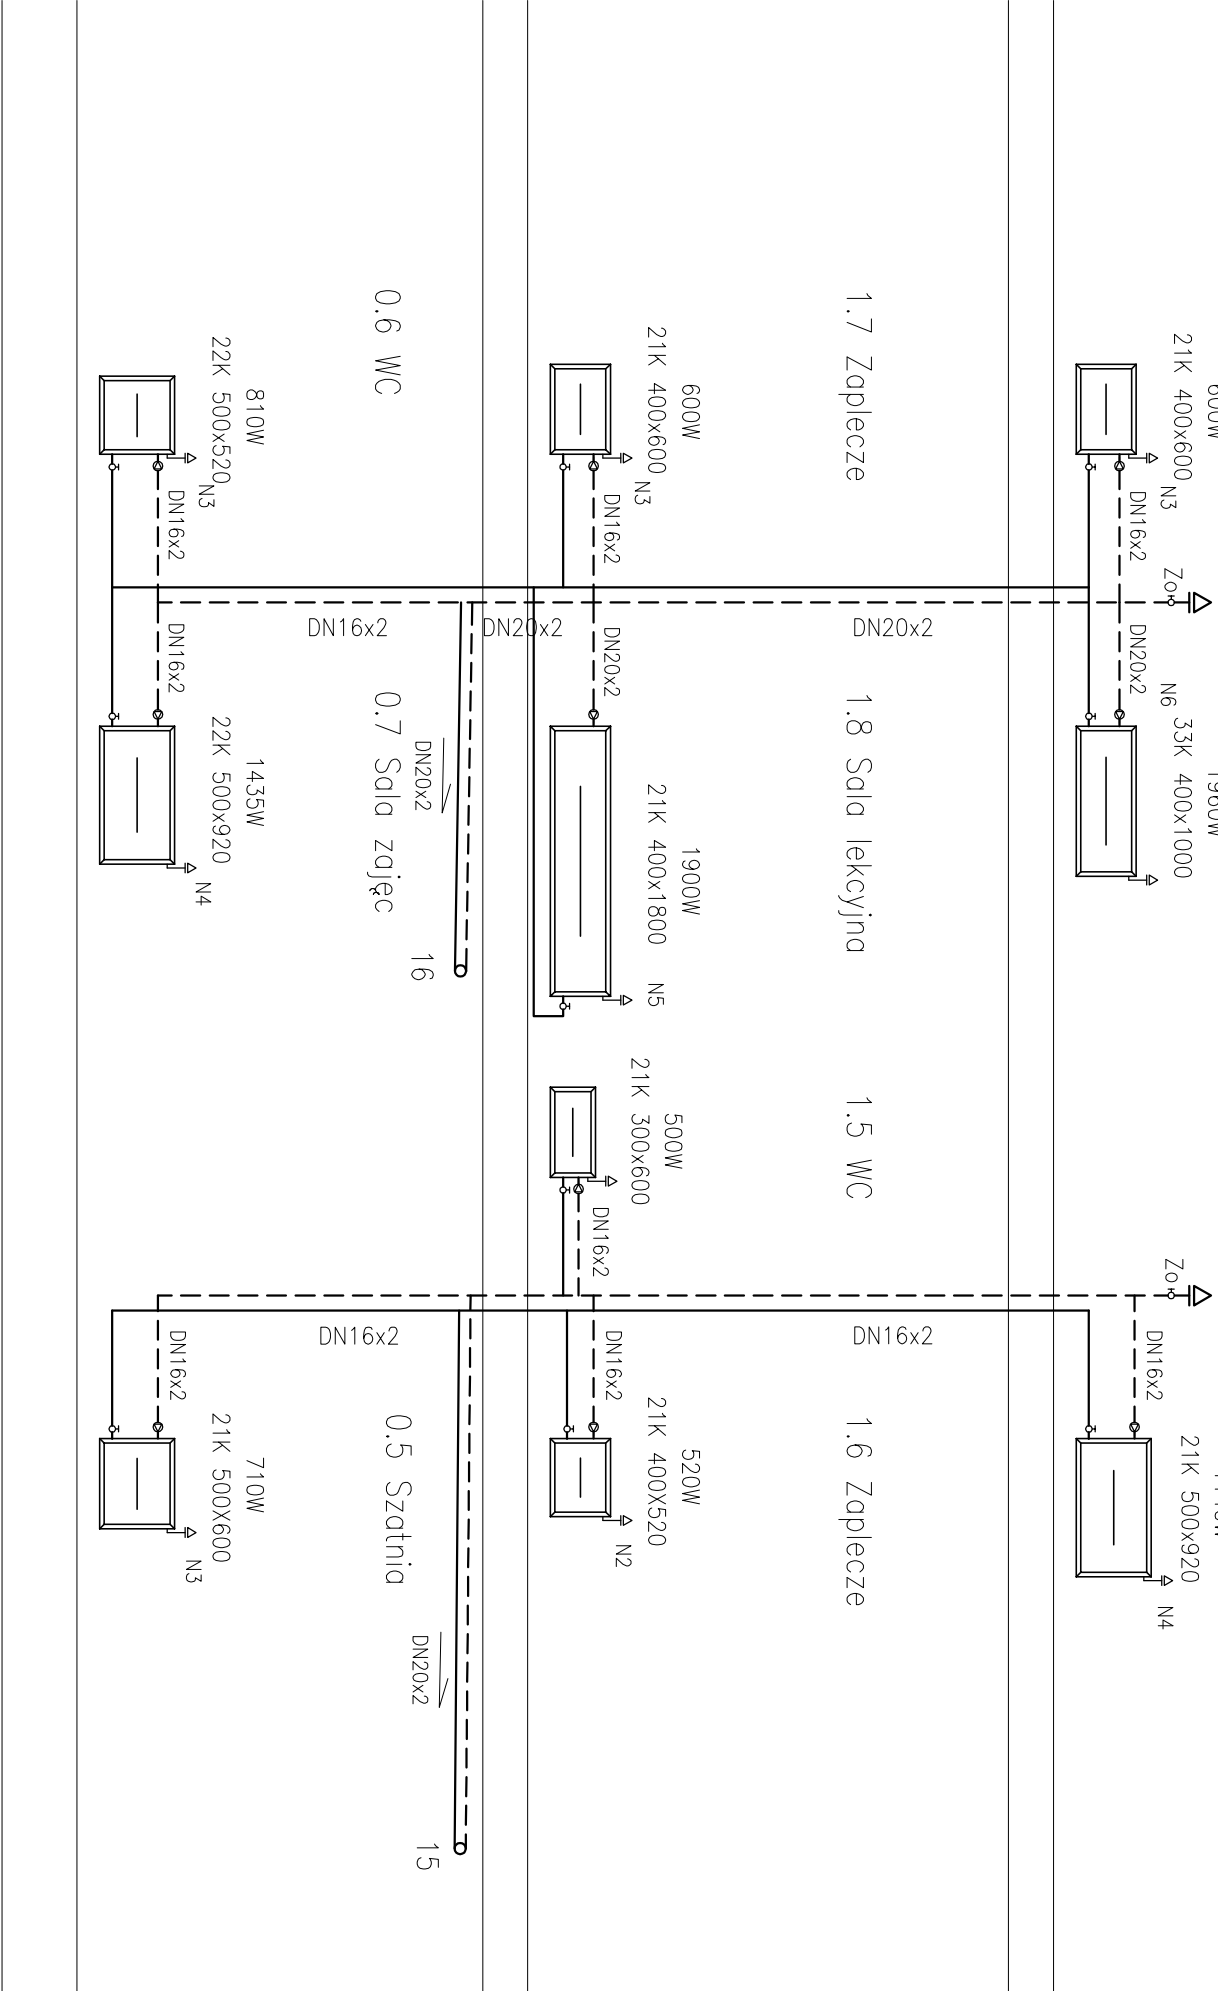 21K 400x600
N3
DN16x2
Zo
DN20x2
N6
33K 400x1000
Zo
DN16x2
21K 500x920
N4
1.7 Zaplecze
DN20x2
1.8 Sala lekcyjna
1.5 WC
DN16x2
1.6 Zaplecze
600W
21K 400x600
N3
DN16x2
DN20x2
1900W
21K 400x1800
N5
500W
21K 300x600
DN16x2
DN16x2
520W
21K 400X520
N2
DN20x2
0.6 WC
DN16x2
0.7 Sala zajęc
DN20x2
16
DN16x2
0.5 Szatnia
DN20x2
15
810W
22K 500x520
N3
DN16x2
DN16x2
1435W
22K 500x920
N4
DN16x2
710W
21K 500X600
N3